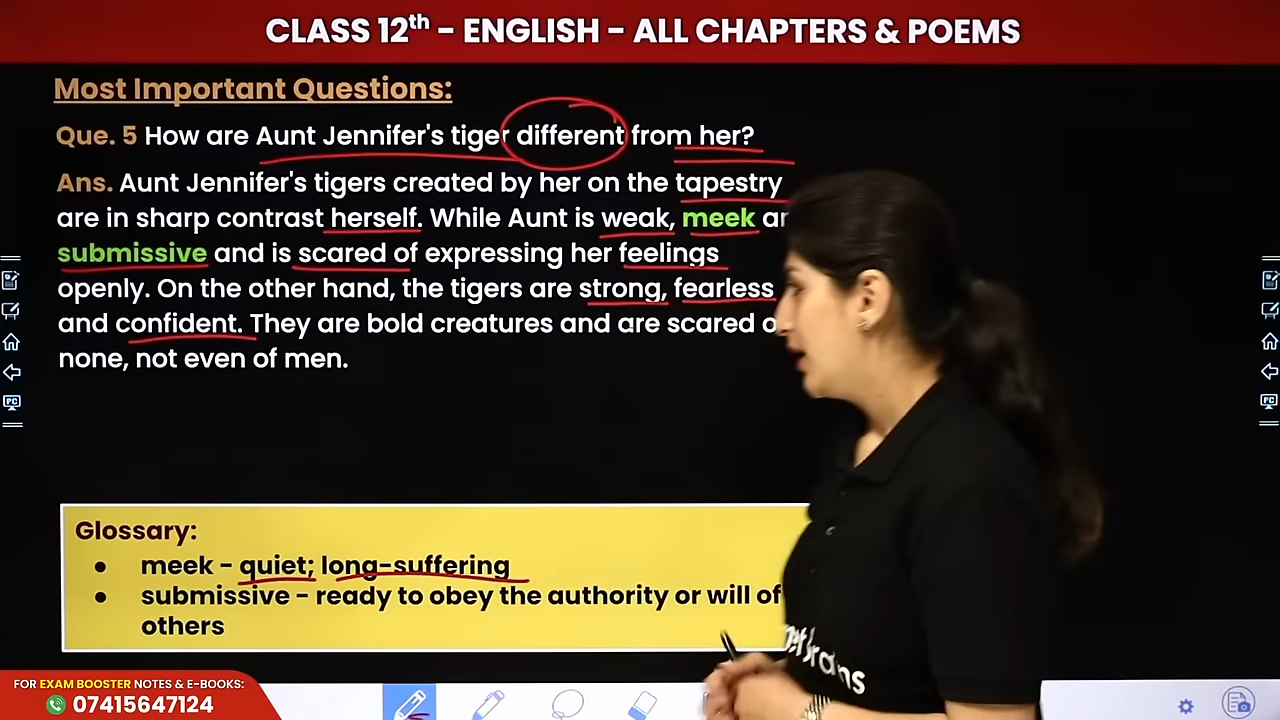 CLASS 12th - ENGLISH - ALL CHAPTERS & POEMS
Most Important Questions:
Que. 5 How are Aunt Jennifer's tiger different from her?
Ans. Aunt Jennifer's tigers created by her on the tapestry
are in sharp contrast herself. While Aunt is weak, meek
submissive and is scared of expressing her feelings
openly. On the other hand, the tigers are strong, fearless
and confident. They are bold creatures and are scared
none, not even of men.
Glossary:
● meek - quiet; long-suffering
● submissive - ready to obey the authority or will of
others
FOR EXAM BOOSTER NOTES & E-BOOKS:
07415647124